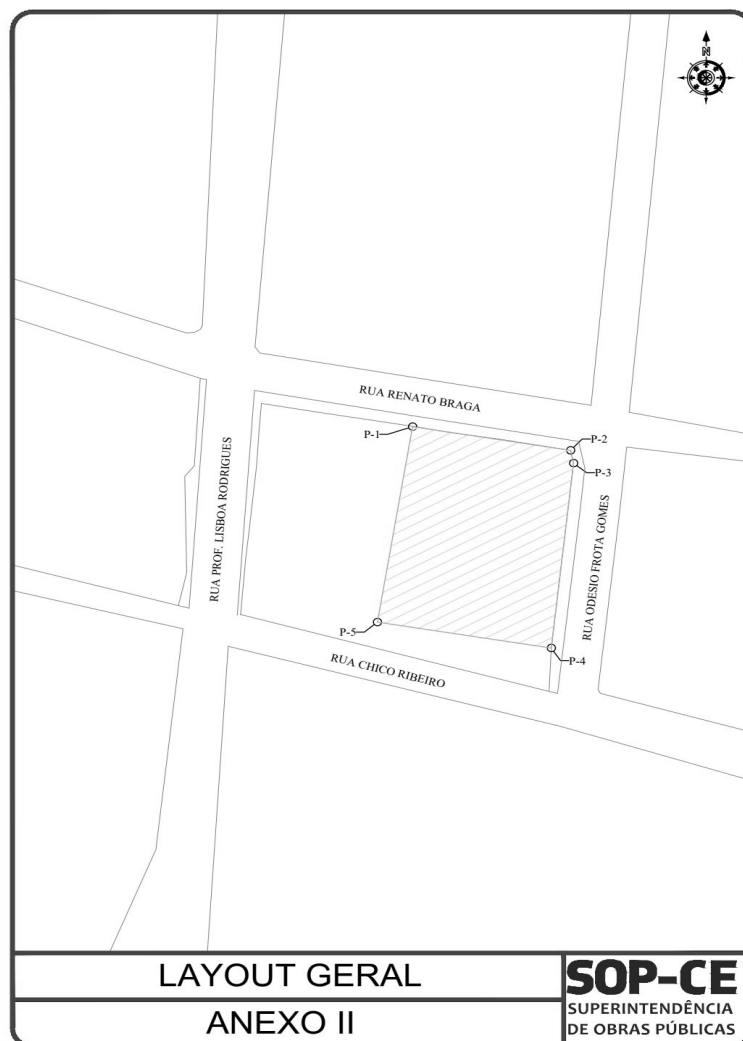 N
RUA RENATO BRAGA
P-1
P-2
P-3
RUA PROF. LISBOA RODRIGUES
RUA ODESIO FROTA GOMES
P-5
P-4
RUA CHICO RIBEIRO
LAYOUT GERAL
ANEXO II
SOP-CE
SUPERINTENDÊNCIA
DE OBRAS PÚBLICAS